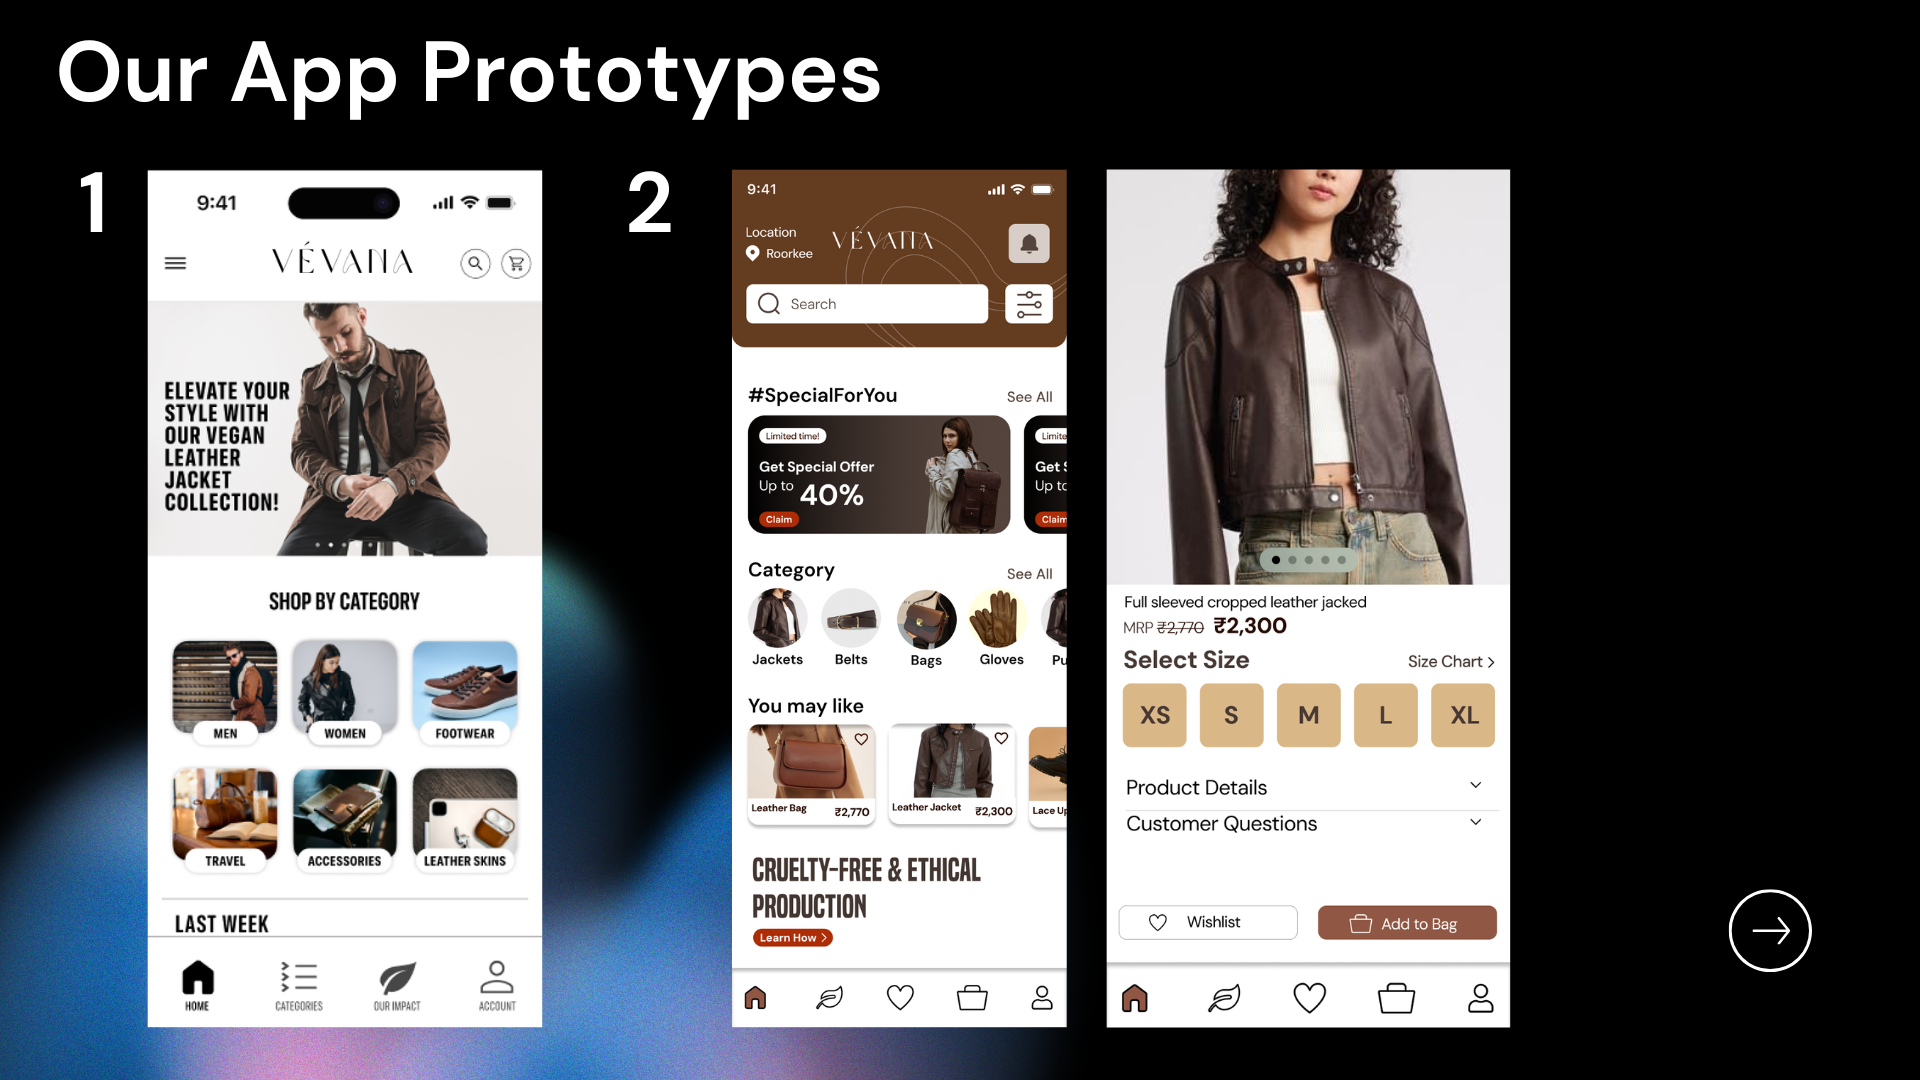 Our App Prototypes
1
9:41
VÉVANA
ELEVATE YOUR
STYLE WITH
OUR VEGAN
LEATHER
JACKET
COLLECTION!
SHOP BY CATEGORY
MEN
WOMEN
FOOTWEAR
TRAVEL
ACCESSORIES
LEATHER SKINS
LAST WEEK
HOME
CATEGORIES
OUR IMPACT
ACCOUNT
2
9:41
Location
Roorkee
VÉVANA
Search
#SpecialForYou
See All
Limited time!
Get Special Offer
Up to 40%
Claim
Limite
Get S
Up to
Claim
Category
See All
Jackets
Belts
Bags
Gloves
Pu
You may like
Leather Bag
₹2,770
Leather Jacket
₹2,300
Lace Up
CRUELTY-FREE & ETHICAL
PRODUCTION
Learn How >
Full sleeved cropped leather jacked
MRP ₹2,770 ₹2,300
Select Size
Size Chart >
XS
S
M
L
XL
Product Details
Customer Questions
Wishlist
Add to Bag